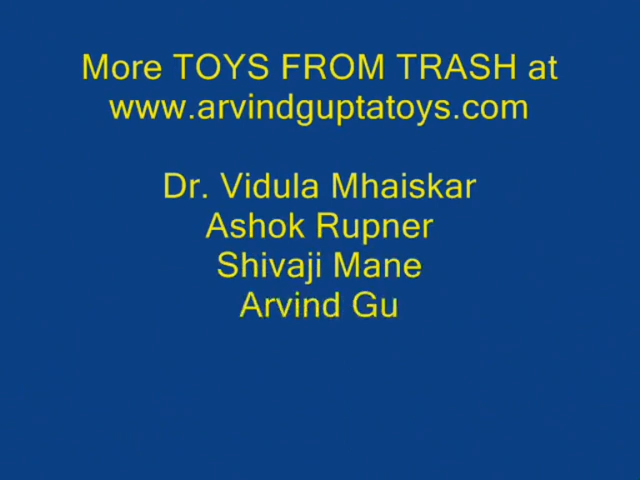 More TOYS FROM TRASH at
www.arvindguptatoys.com
Dr. Vidula Mhaiskar
Ashok Rupner
Shivaji Mane
Arvind Gu